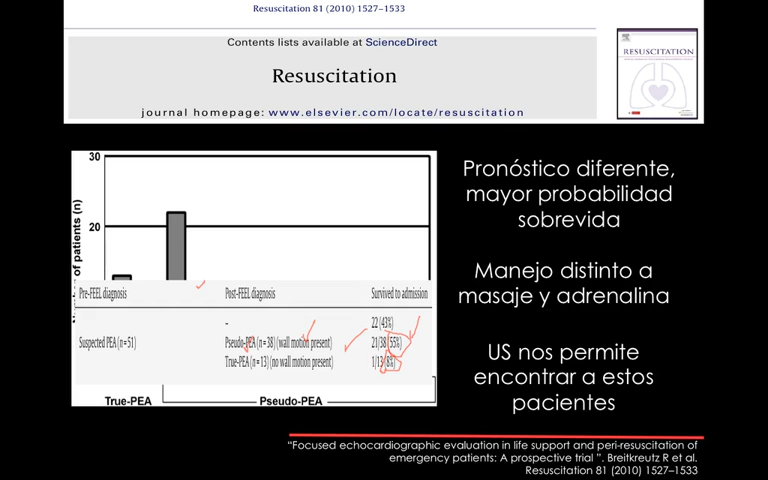 Resuscitation 81 (2010) 1527–1533
Contents lists available at ScienceDirect
Resuscitation
journal homepage: www.elsevier.com/locate/resuscitation
RESUSCITATION
30
20
of patients (n)
Pre-FEEL diagnosis Post-FEEL diagnosis Survived to admission
– 22 (43%)
Suspected PEA (n=51) Pseudo-PEA (n=38) (wall motion present) 21/38 (55%)
True-PEA (n=13) (no wall motion present) 1/13 (8%)
True-PEA Pseudo-PEA
Pronóstico diferente,
mayor probabilidad
sobrevida
Manejo distinto a
masaje y adrenalina
US nos permite
encontrar a estos
pacientes
“Focused echocardiographic evaluation in life support and peri-resuscitation of
emergency patients: A prospective trial ”. Breitkreutz R et al.
Resuscitation 81 (2010) 1527–1533